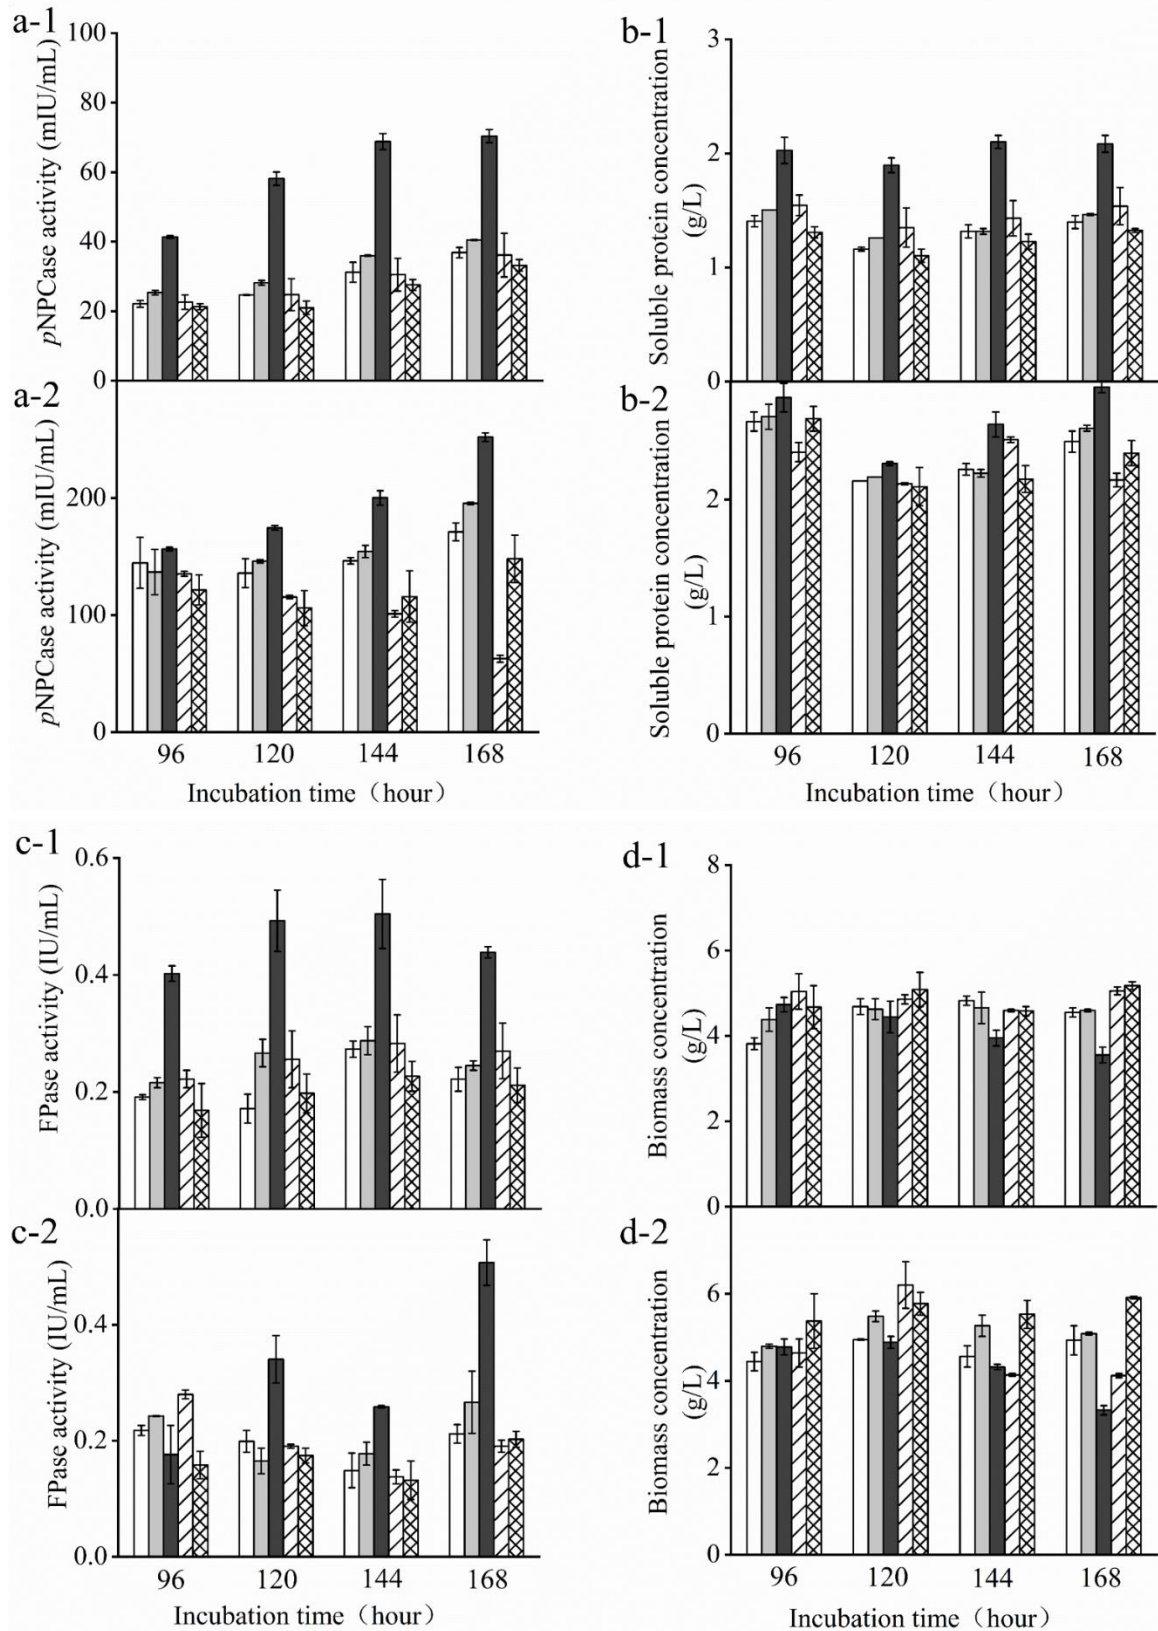 a-1
pNPCase activity (mIU/mL)
100
80
60
40
20
0
b-1
Soluble protein concentration
(g/L)
3
2
1
0
a-2
pNPCase activity (mIU/mL)
200
100
0
96 120 144 168
Incubation time（hour）
b-2
Soluble protein concentration
(g/L)
2
1
0
96 120 144 168
Incubation time（hour）
c-1
FPase activity (IU/mL)
0.6
0.4
0.2
0.0
d-1
Biomass concentration
(g/L)
8
6
4
2
0
c-2
FPase activity (IU/mL)
0.4
0.2
0.0
96 120 144 168
Incubation time（hour）
d-2
Biomass concentration
(g/L)
6
4
2
0
96 120 144 168
Incubation time（hour）